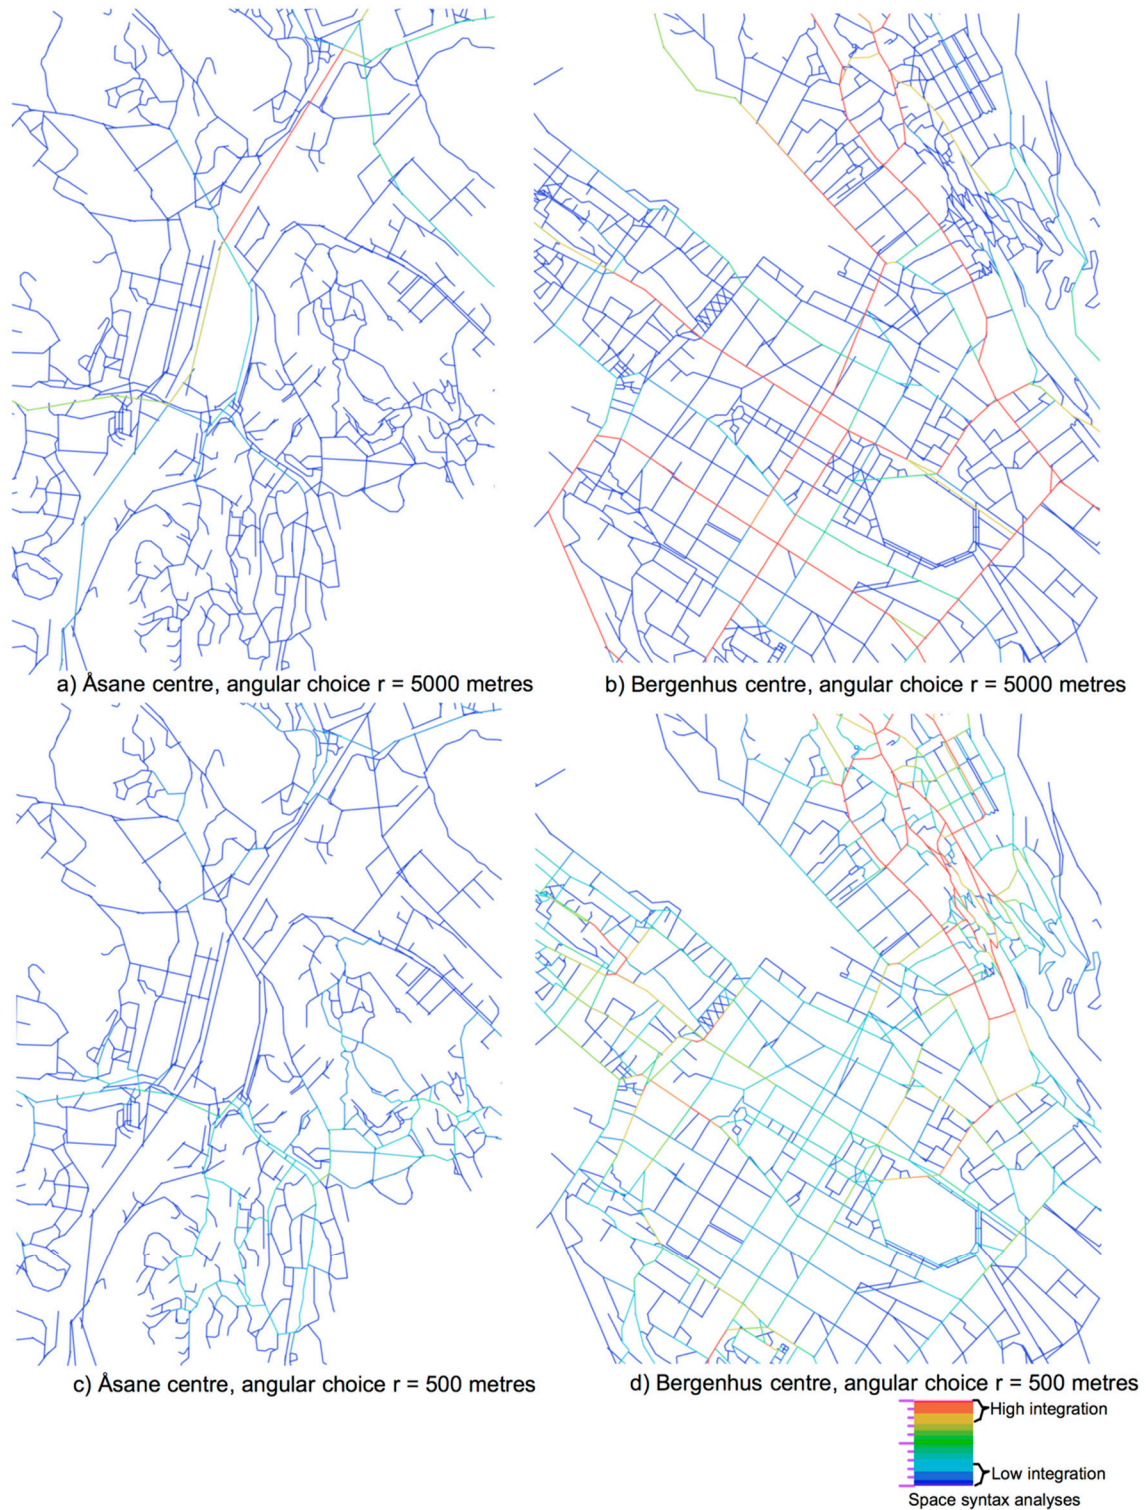 a) Åsane centre, angular choice r = 5000 metres
b) Bergenhus centre, angular choice r = 5000 metres
c) Åsane centre, angular choice r = 500 metres
d) Bergenhus centre, angular choice r = 500 metres
High integration
Low integration
Space syntax analyses